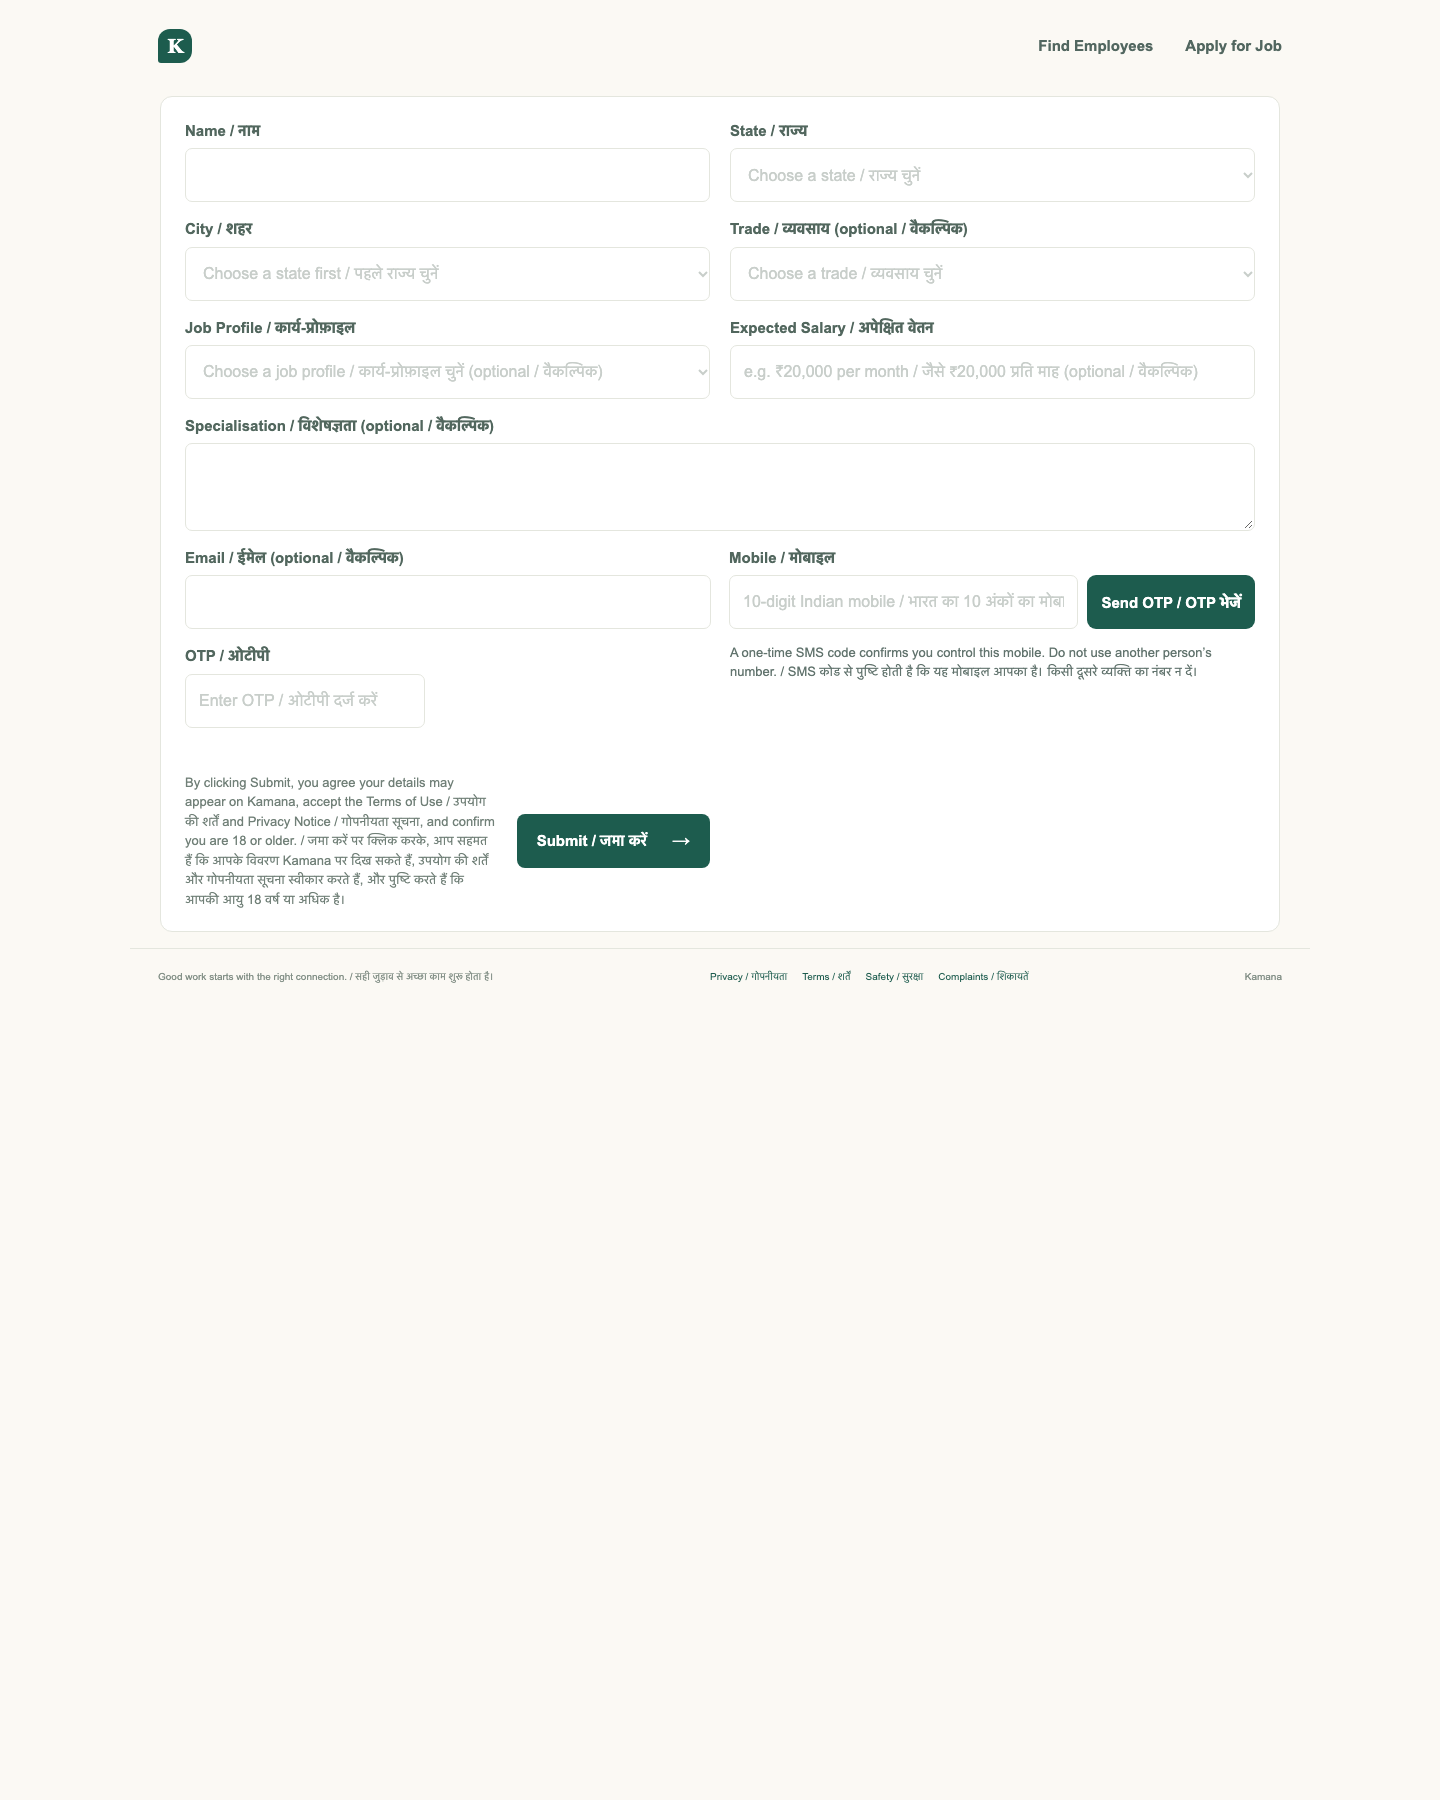 K
Find Employees
Apply for Job
Name / नाम
State / राज्य
Choose a state / राज्य चुनें
City / शहर
Trade / व्यवसाय (optional / वैकल्पिक)
Choose a state first / पहले राज्य चुनें
Choose a trade / व्यवसाय चुनें
Job Profile / कार्य-प्रोफ़ाइल
Expected Salary / अपेक्षित वेतन
Choose a job profile / कार्य-प्रोफ़ाइल चुनें (optional / वैकल्पिक)
e.g. ₹20,000 per month / जैसे ₹20,000 प्रति माह (optional / वैकल्पिक)
Specialisation / विशेषज्ञता (optional / वैकल्पिक)
Email / ईमेल (optional / वैकल्पिक)
Mobile / मोबाइल
10-digit Indian mobile / भारत का 10 अंकों का मोबा
Send OTP / OTP भेजें
A one-time SMS code confirms you control this mobile. Do not use another person's
number. / SMS कोड से पुष्टि होती है कि यह मोबाइल आपका है। किसी दूसरे व्यक्ति का नंबर न दें।
OTP / ओटीपी
Enter OTP / ओटीपी दर्ज करें
By clicking Submit, you agree your details may
appear on Kamana, accept the Terms of Use / उपयोग
की शर्तें and Privacy Notice / गोपनीयता सूचना, and confirm
you are 18 or older. / जमा करें पर क्लिक करके, आप सहमत
हैं कि आपके विवरण Kamana पर दिख सकते हैं, उपयोग की शर्तें
और गोपनीयता सूचना स्वीकार करते हैं, और पुष्टि करते हैं कि
आपकी आयु 18 वर्ष या अधिक है।
Submit / जमा करें →
Good work starts with the right connection. / सही जुड़ाव से अच्छा काम शुरू होता है।
Privacy / गोपनीयता
Terms / शर्तें
Safety / सुरक्षा
Complaints / शिकायतें
Kamana